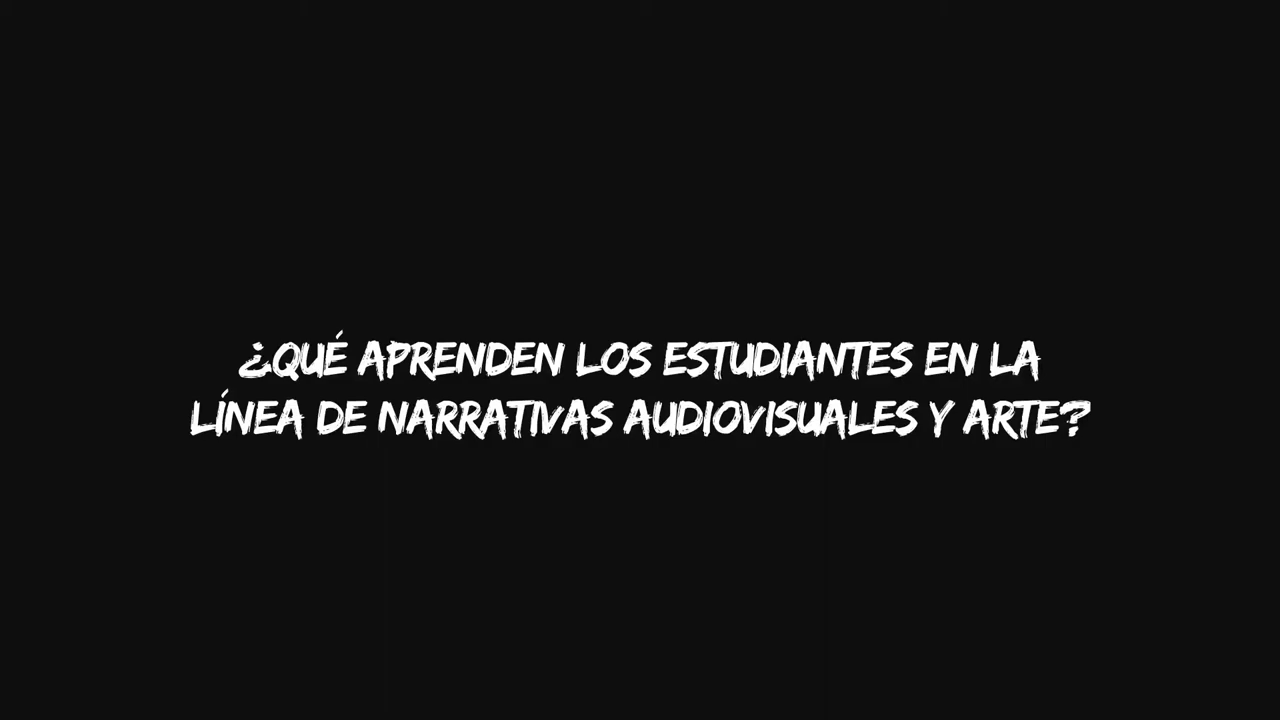 ¿QUÉ APRENDEN LOS ESTUDIANTES EN LA
LÍNEA DE NARRATIVAS AUDIOVISUALES Y ARTE?